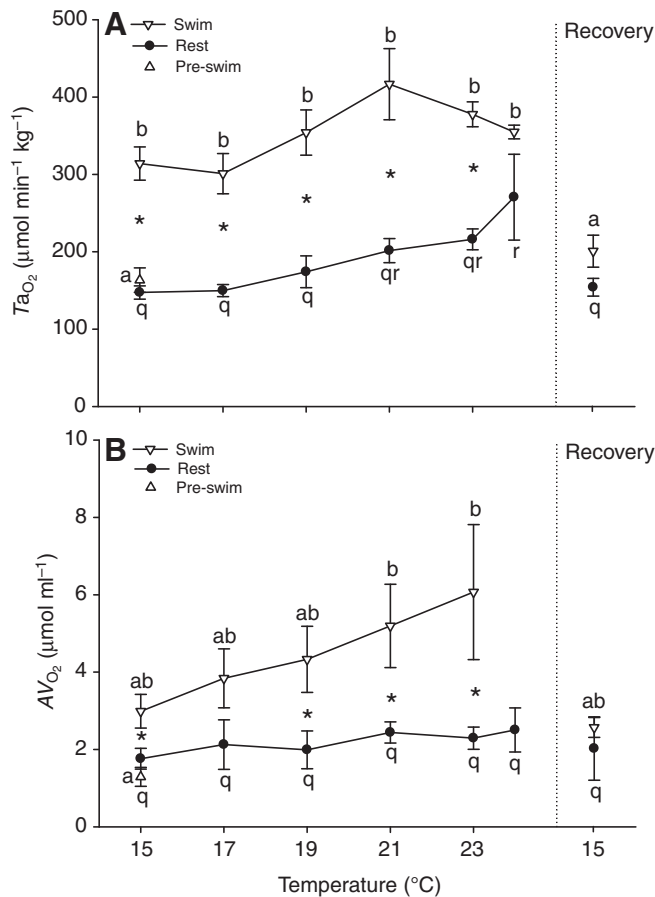 A
Swim
Rest
Pre-swim
Recovery
500
400
300
200
100
0
TaO₂ (µmol min⁻¹ kg⁻¹)
b b b b b b
* * * * *
a
q q q qr qr r
a
q
B
Swim
Rest
Pre-swim
Recovery
10
8
6
4
2
0
AVO₂ (µmol ml⁻¹)
ab ab ab b b
* * * *
a
q q q q q q
ab
q
15 17 19 21 23 15
Temperature (°C)